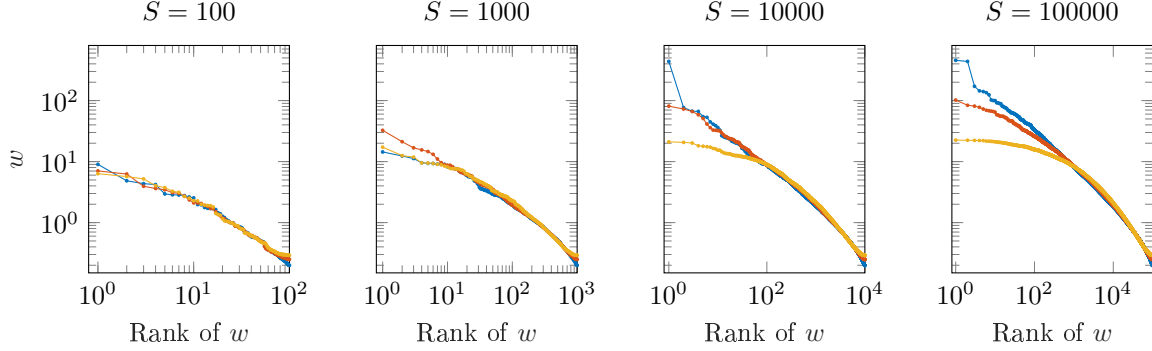 S = 100
S = 1000
S = 10000
S = 100000
w
10^2
10^1
10^0
10^0 10^1 10^2
10^0 10^1 10^2 10^3
10^0 10^2 10^4
10^0 10^2 10^4
Rank of w
Rank of w
Rank of w
Rank of w